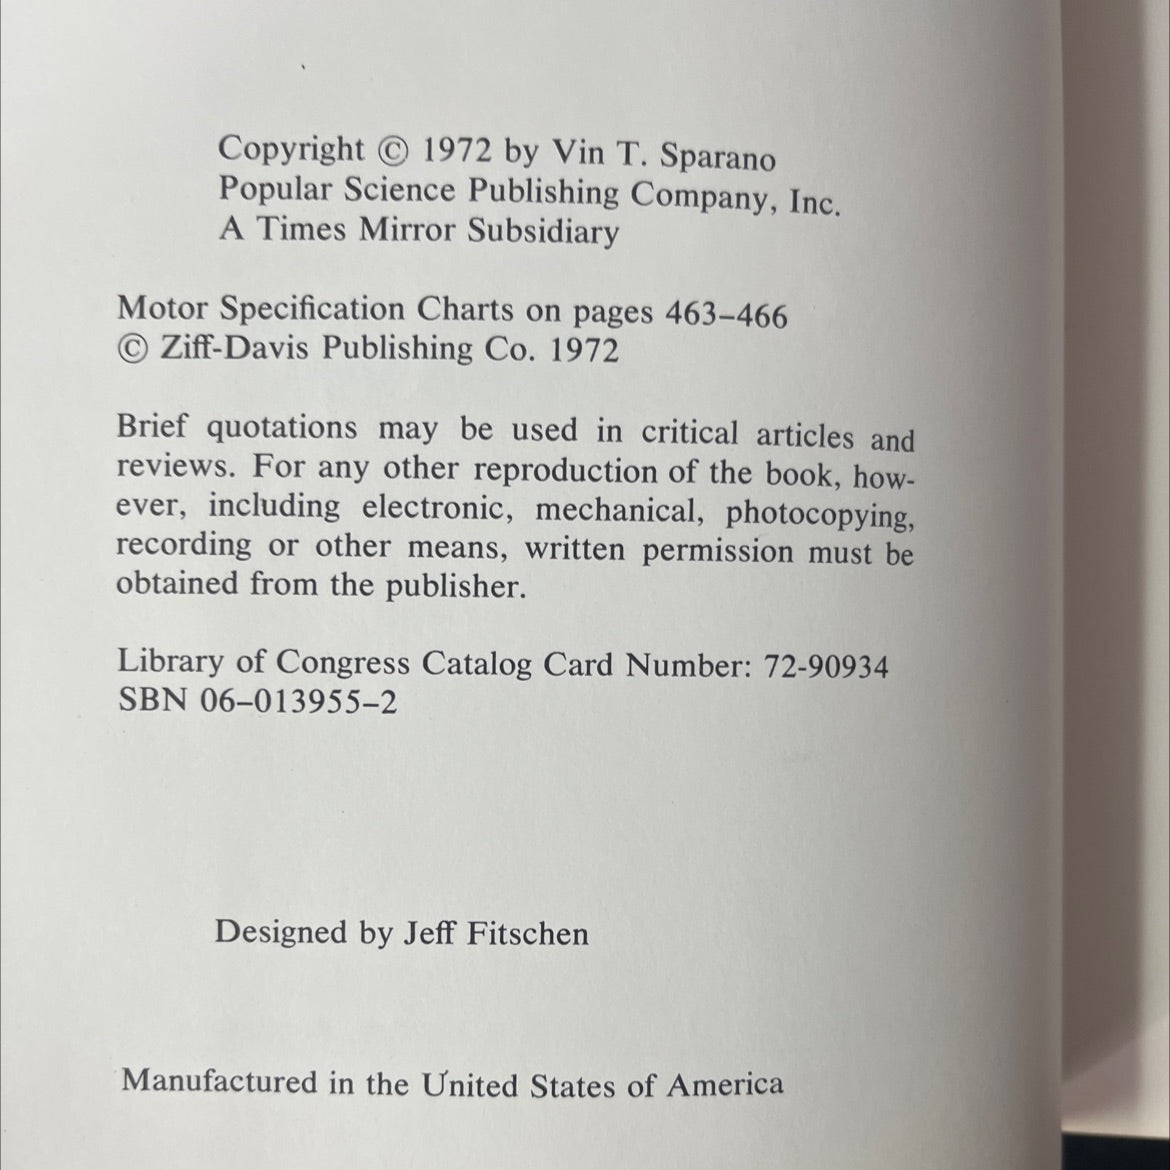 Copyright © 1972 by Vin T. Sparano
Popular Science Publishing Company, Inc.
A Times Mirror Subsidiary
Motor Specification Charts on pages 463–466
© Ziff-Davis Publishing Co. 1972
Brief quotations may be used in critical articles and
reviews. For any other reproduction of the book, how-
ever, including electronic, mechanical, photocopying,
recording or other means, written permission must be
obtained from the publisher.
Library of Congress Catalog Card Number: 72-90934
SBN 06–013955–2
Designed by Jeff Fitschen
Manufactured in the United States of America